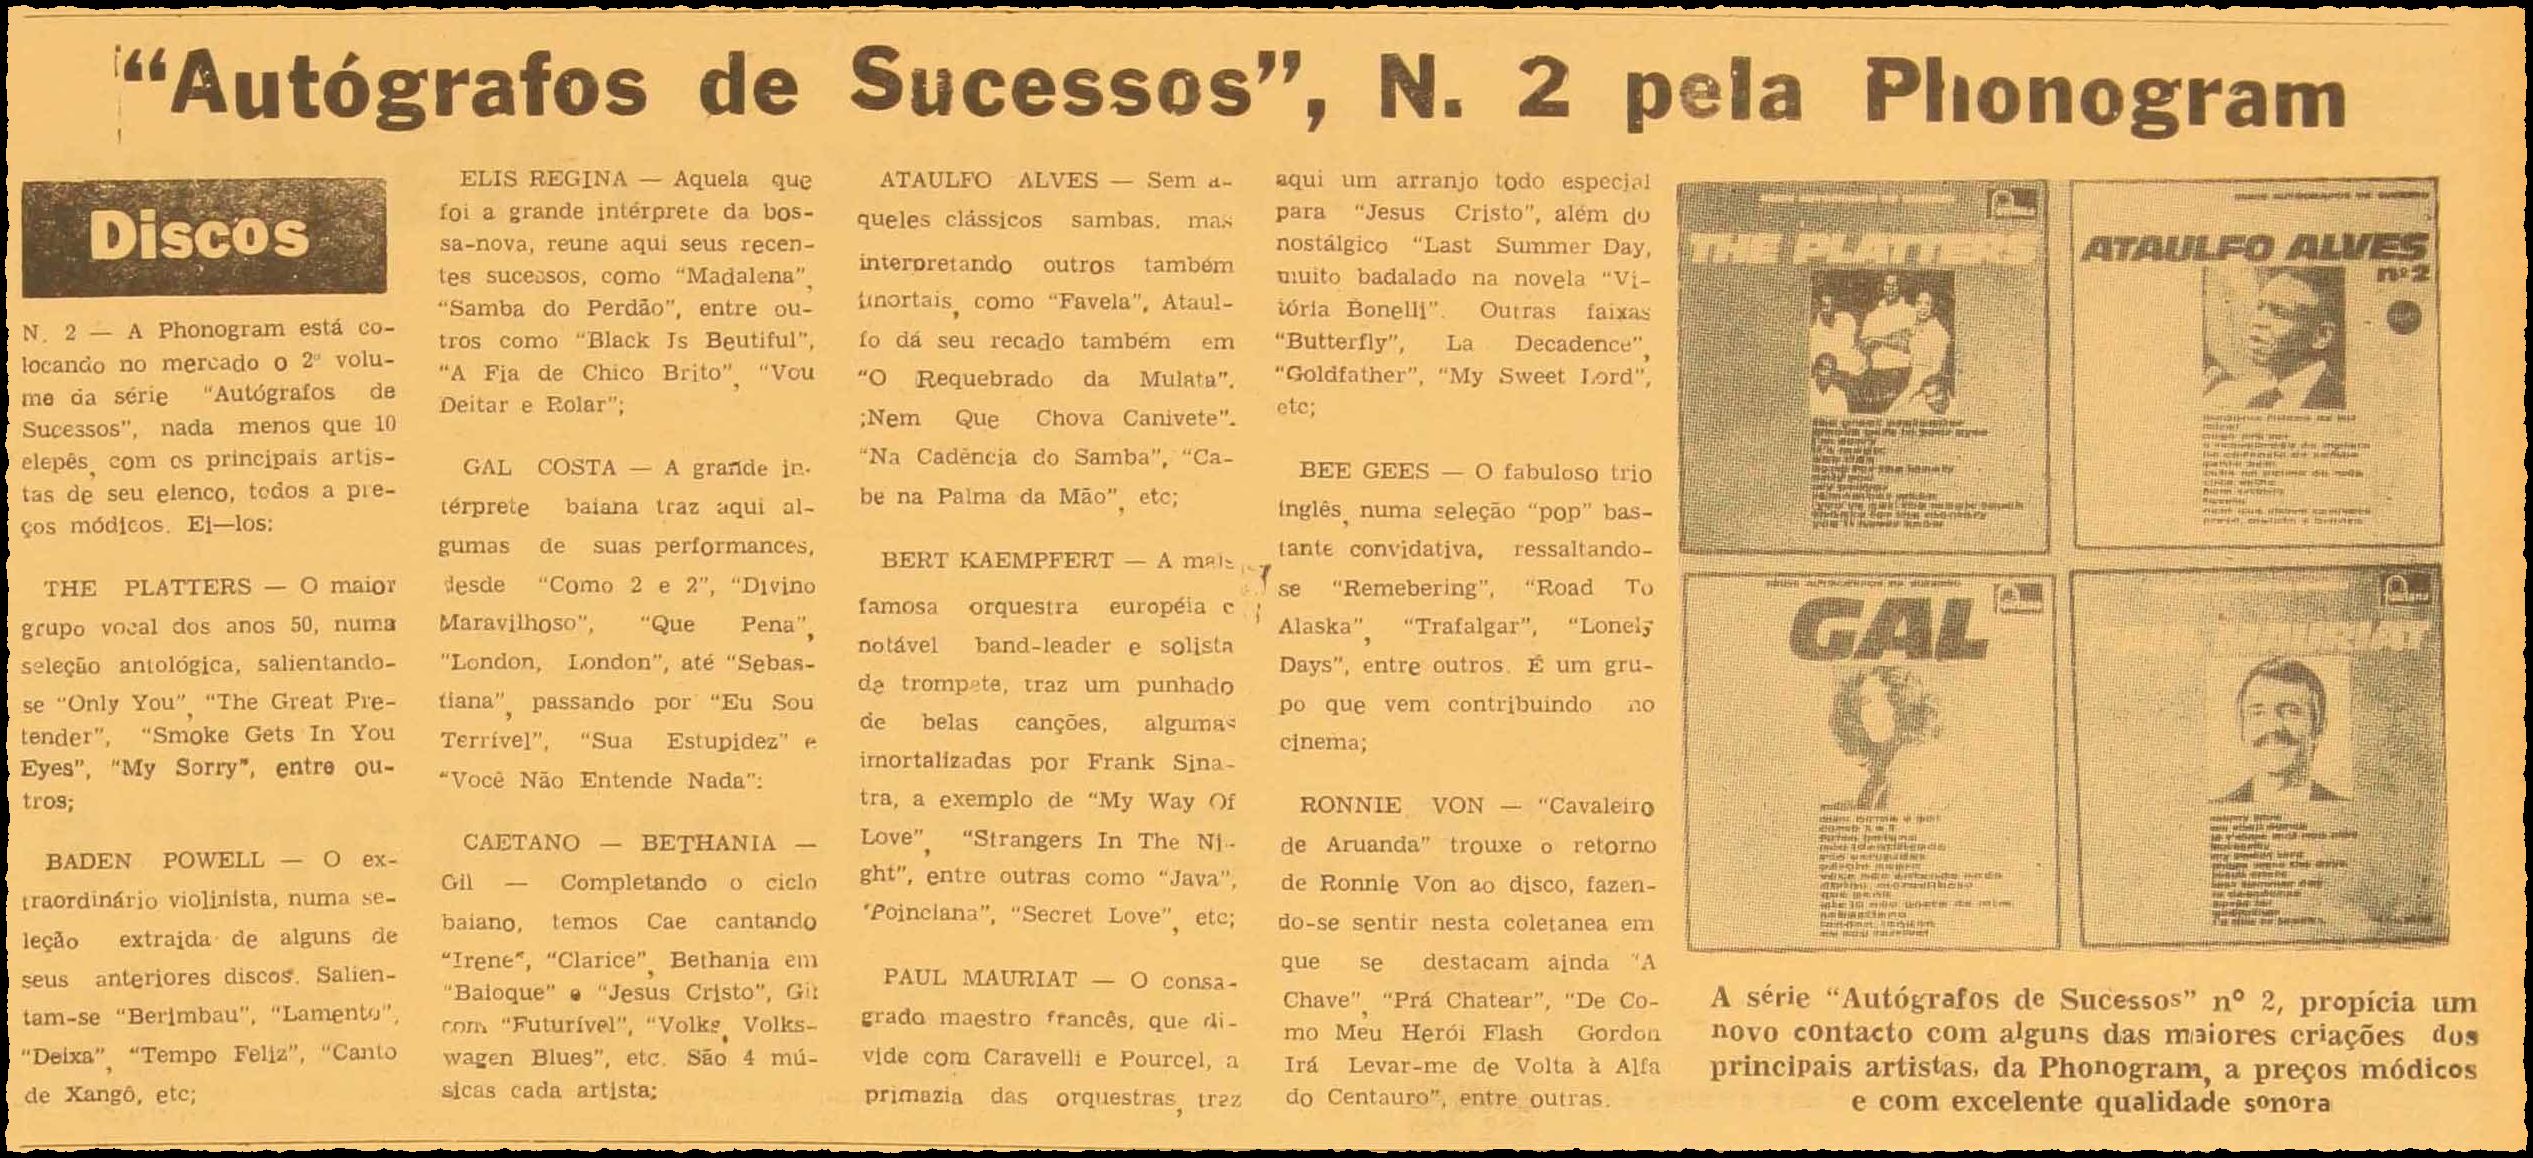 “Autógrafos de Sucessos”, N. 2 pela Phonogram
Discos
N. 2 — A Phonogram está co-
locando no mercado o 2º volu-
me da série “Autógrafos de
Sucessos”, nada menos que 10
elepês, com os principais artis-
tas de seu elenco, todos a pre-
ços módicos. Ei—los:
THE PLATTERS — O maior
grupo vocal dos anos 50, numa
seleção antológica, salientando-
se “Only You”, “The Great Pre-
tender”, “Smoke Gets In You
Eyes”, “My Sorry”, entre ou-
tros;
BADEN POWELL — O ex-
traordinário violinista, numa se-
leção extraida de alguns de
seus anteriores discos. Salien-
tam-se “Berimbau”, “Lamento”,
“Deixa”, “Tempo Feliz”, “Canto
de Xangô, etc;
ELIS REGINA — Aquela que
foi a grande intérprete da bos-
sa-nova, reune aqui seus recen-
tes sucessos, como “Madalena”,
“Samba do Perdão”, entre ou-
tros como “Black Is Beutiful”,
“A Fia de Chico Brito”, “Vou
Deitar e Rolar”;
GAL COSTA — A grande in-
térprete baiana traz aqui al-
gumas de suas performances,
desde “Como 2 e 2”, “Divino
Maravilhoso”, “Que Pena”,
“London, London”, até “Sebas-
tiana”, passando por “Eu Sou
Terrível”, “Sua Estupidez” e
“Você Não Entende Nada”:
CAETANO — BETHANIA —
Gil — Completando o ciclo
baiano, temos Cae cantando
“Irene”, “Clarice”, Bethania em
“Baioque” e “Jesus Cristo”, Gil
com “Futurível”, “Volks, Volks-
wagen Blues”, etc. São 4 mú-
sicas cada artista;
ATAULFO ALVES — Sem a-
queles clássicos sambas, mas
interpretando outros também
imortais, como “Favela”, Ataul-
fo dá seu recado também em
“O Requebrado da Mulata”,
;Nem Que Chova Canivete”.
“Na Cadência do Samba”, “Ca-
be na Palma da Mão”, etc;
BERT KAEMPFERT — A mais
famosa orquestra européia e
notável band-leader e solista
de trompete, traz um punhado
de belas canções, algumas
imortalizadas por Frank Sina-
tra, a exemplo de “My Way Of
Love”, “Strangers In The Ni-
ght”, entre outras como “Java”,
“Poinciana”, “Secret Love”, etc;
PAUL MAURIAT — O consa-
grado maestro francês, que di-
vide com Caravelli e Pourcel, a
primazia das orquestras, traz
aqui um arranjo todo especial
para “Jesus Cristo”, além do
nostálgico “Last Summer Day,
muito badalado na novela “Vi-
tória Bonelli”. Outras faixas
“Butterfly”, La Decadence”,
“Goldfather”, “My Sweet Lord”,
etc;
BEE GEES — O fabuloso trio
inglês, numa seleção “pop” bas-
tante convidativa, ressaltando-
se “Remebering”, “Road To
Alaska”, “Trafalgar”, “Lonely
Days”, entre outros. É um gru-
po que vem contribuindo no
cinema;
RONNIE VON — “Cavaleiro
de Aruanda” trouxe o retorno
de Ronnie Von ao disco, fazen-
do-se sentir nesta coletanea em
que se destacam ainda “A
Chave”, “Prá Chatear”, “De Co-
mo Meu Herói Flash Gordon
Irá Levar-me de Volta à Alfa
do Centauro”, entre outras.
THE PLATTERS
ATAULFO ALVES
nº 2
GAL
MAURIAT
A série “Autógrafos de Sucessos” nº 2, propícia um
novo contacto com alguns das maiores criações dos
principais artistas, da Phonogram, a preços módicos
e com excelente qualidade sonora